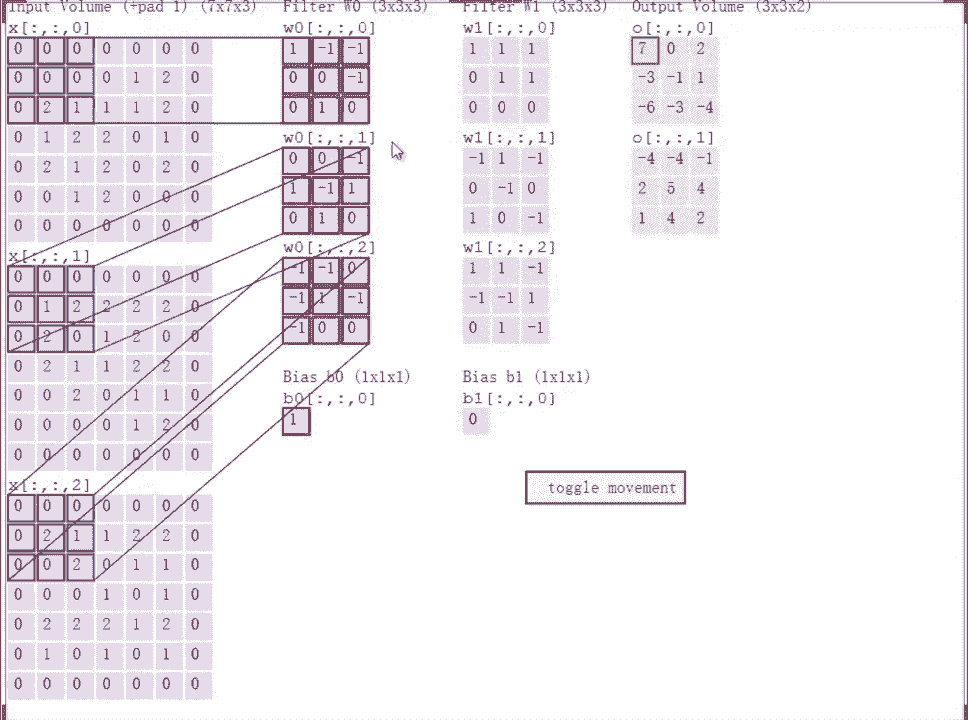 Input Volume (+pad 1) (7x7x3)
x[:,:,0]
0 0 0 0 0 0 0
0 0 0 0 1 2 0
0 2 1 1 1 2 0
0 1 2 2 0 1 0
0 2 1 2 0 2 0
0 0 1 2 0 0 0
0 0 0 0 0 0 0
x[:,:,1]
0 0 0 0 0 0 0
0 1 2 2 2 2 0
0 2 0 1 2 0 0
0 2 1 1 2 2 0
0 0 2 0 1 1 0
0 0 0 0 1 2 0
0 0 0 0 0 0 0
x[:,:,2]
0 0 0 0 0 0 0
0 2 1 1 2 2 0
0 0 2 0 1 1 0
0 0 0 1 0 1 0
0 2 2 2 1 2 0
0 1 0 1 0 1 0
0 0 0 0 0 0 0
Filter W0 (3x3x3)
w0[:,:,0]
1 -1 -1
0 0 -1
0 1 0
w0[:,:,1]
0 0 -1
1 -1 1
0 1 0
w0[:,:,2]
-1 -1 0
-1 1 -1
-1 0 0
Bias b0 (1x1x1)
b0[:,:,0]
1
Filter W1 (3x3x3)
w1[:,:,0]
1 1 1
0 1 1
0 0 0
w1[:,:,1]
-1 1 -1
0 -1 0
1 0 -1
w1[:,:,2]
1 1 -1
-1 -1 1
0 1 -1
Bias b1 (1x1x1)
b1[:,:,0]
0
Output Volume (3x3x2)
o[:,:,0]
7 0 2
-3 -1 1
-6 -3 -4
o[:,:,1]
-4 -4 -1
2 5 4
1 4 2
toggle movement